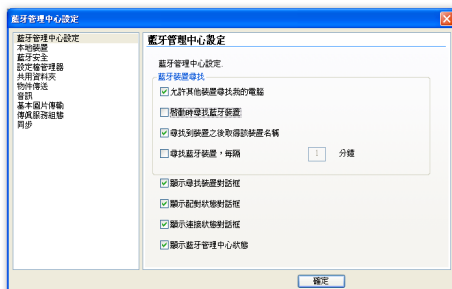 藍牙管理中心設定
藍牙管理中心設定
本地裝置
藍牙安全
設定檔管理器
共用資料夾
物件傳送
音訊
基本圖片傳輸
傳真服務組態
同步
藍牙管理中心設定
藍牙管理中心設定.
藍牙裝置尋找
允許其他裝置尋找我的電腦
啟動時尋找藍牙裝置
尋找到裝置之後取得該裝置名稱
尋找藍牙裝置，每隔 1 分鐘
顯示尋找裝置對話框
顯示配對狀態對話框
顯示連接狀態對話框
顯示藍牙管理中心狀態
確定